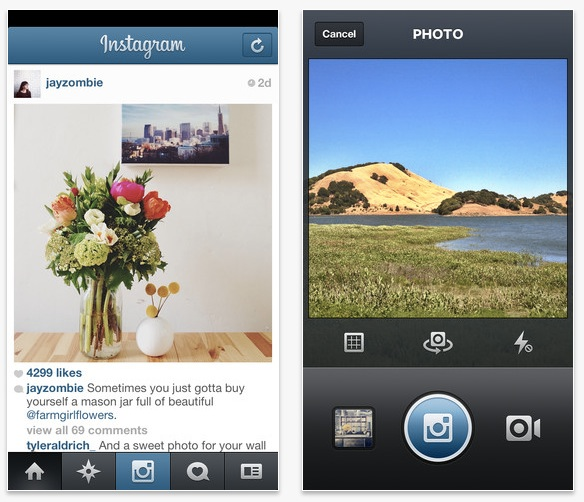 Instagram
jayzombie
2d
4299 likes
jayzombie Sometimes you just gotta buy
yourself a mason jar full of beautiful
@farmgirlflowers.
view all 69 comments
tyleraldrich_ And a sweet photo for your wall
Cancel
PHOTO